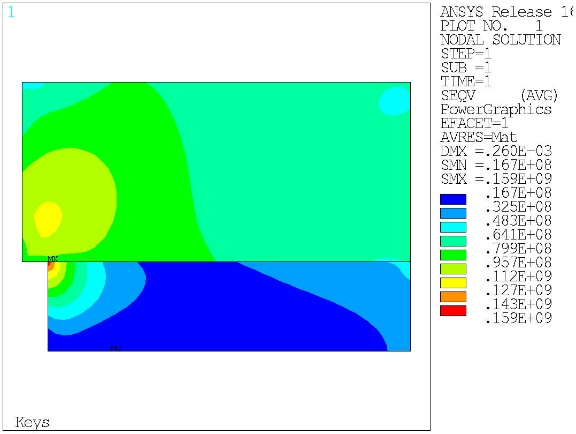 1
ANSYS Release 16
PLOT NO. 1
NODAL SOLUTION
STEP=1
SUB =1
TIME=1
SEQV (AVG)
PowerGraphics
EFACET=1
AVRES=Mat
DMX =.260E-03
SMN =.167E+08
SMX =.159E+09
.167E+08
.325E+08
.483E+08
.641E+08
.799E+08
.957E+08
.112E+09
.127E+09
.143E+09
.159E+09
MX
Keys